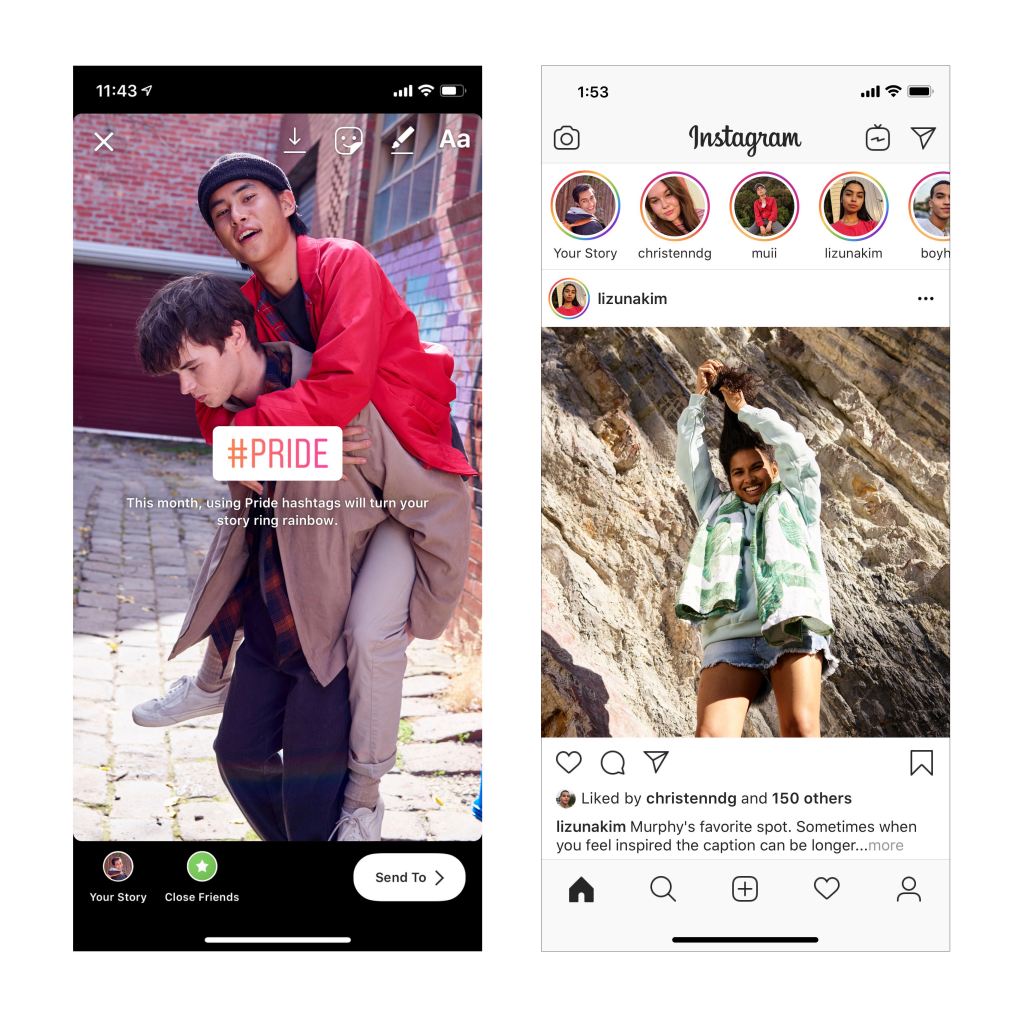 11:43
Aa
#PRIDE
This month, using Pride hashtags will turn your
story ring rainbow.
Your Story
Close Friends
Send To
1:53
Instagram
Your Story
christenndg
muii
lizunakim
boyh
lizunakim
Liked by christenndg and 150 others
lizunakim Murphy's favorite spot. Sometimes when
you feel inspired the caption can be longer...more